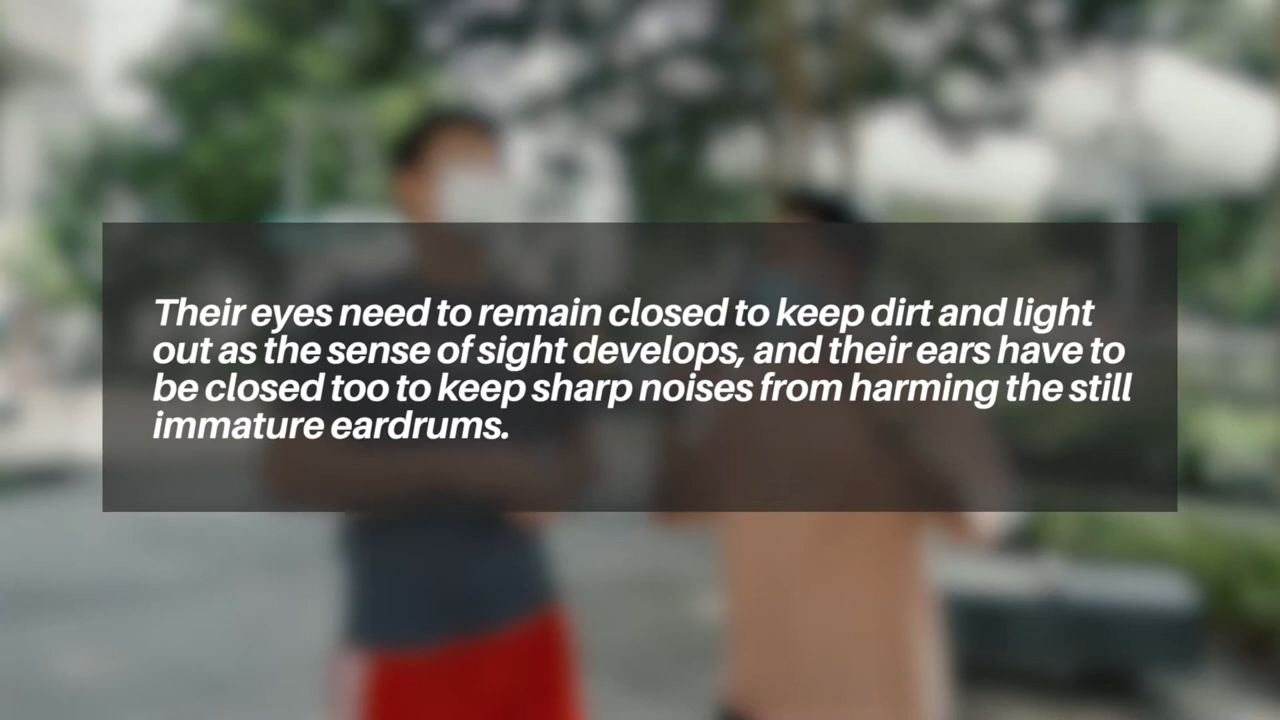 Their eyes need to remain closed to keep dirt and light
out as the sense of sight develops, and their ears have to
be closed too to keep sharp noises from harming the still
immature eardrums.